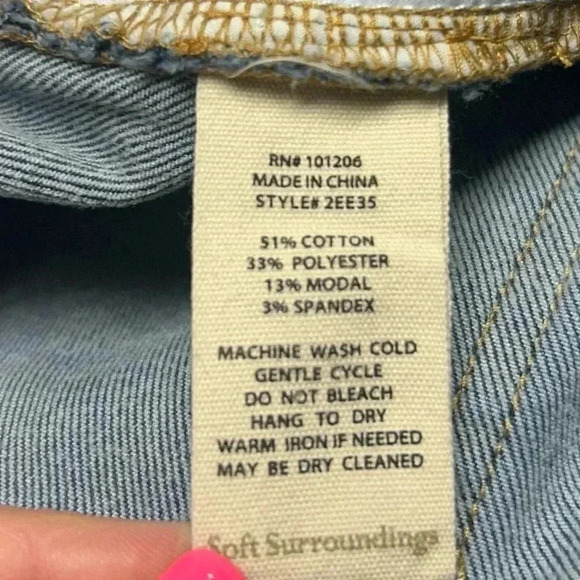 RN# 101206
MADE IN CHINA
STYLE# 2EE35
51% COTTON
33% POLYESTER
13% MODAL
3% SPANDEX
MACHINE WASH COLD
GENTLE CYCLE
DO NOT BLEACH
HANG TO DRY
WARM IRON IF NEEDED
MAY BE DRY CLEANED
Soft Surroundings